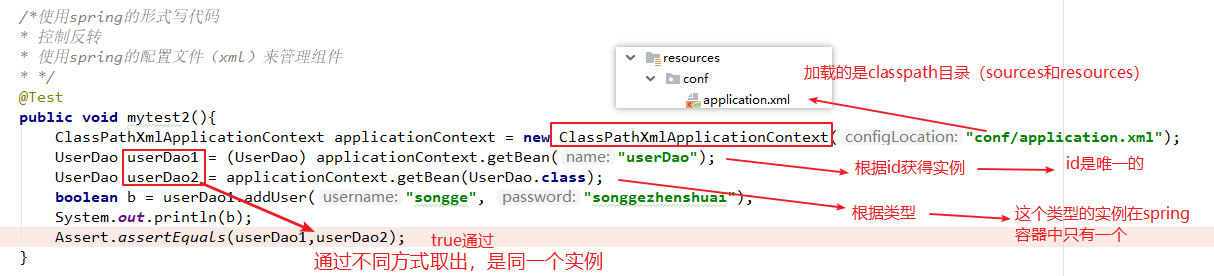 /*使用spring的形式写代码
* 控制反转
* 使用spring的配置文件（xml）来管理组件
* */
@Test
public void mytest2(){
resources
conf
application.xml
加载的是classpath目录（sources和resources）
ClassPathXmlApplicationContext applicationContext = new ClassPathXmlApplicationContext( configLocation: "conf/application.xml");
UserDao userDao1 = (UserDao) applicationContext.getBean( name: "userDao");
根据id获得实例
id是唯一的
UserDao userDao2 = applicationContext.getBean(UserDao.class);
boolean b = userDao1.addUser( username: "songge", password: "songgezhenshuai");
根据类型
这个类型的实例在spring
容器中只有一个
System.out.println(b);
Assert.assertEquals(userDao1,userDao2);
true通过
}
通过不同方式取出，是同一个实例